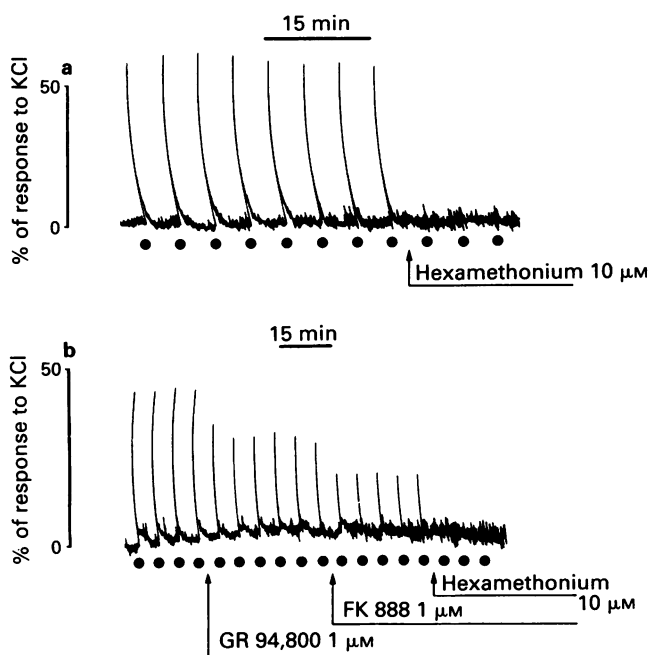 15 min
a
50
% of response to KCl
0
Hexamethonium 10 μM
15 min
b
50
% of response to KCl
0
Hexamethonium
10 μM
FK 888 1 μM
GR 94,800 1 μM